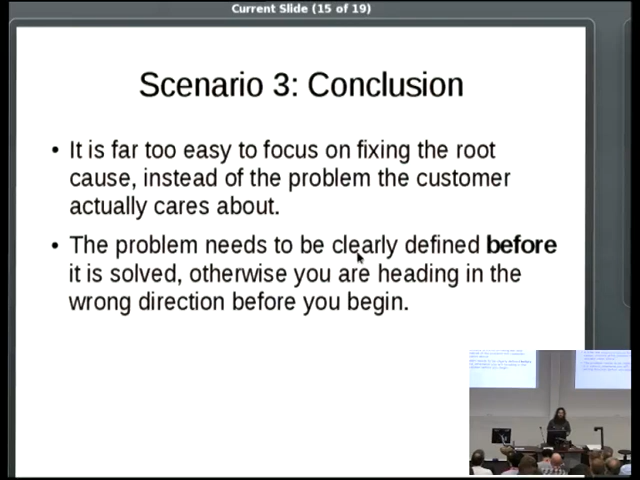 Current Slide (15 of 19)
Scenario 3: Conclusion
• It is far too easy to focus on fixing the root
cause, instead of the problem the customer
actually cares about.
• The problem needs to be clearly defined before
it is solved, otherwise you are heading in the
wrong direction before you begin.